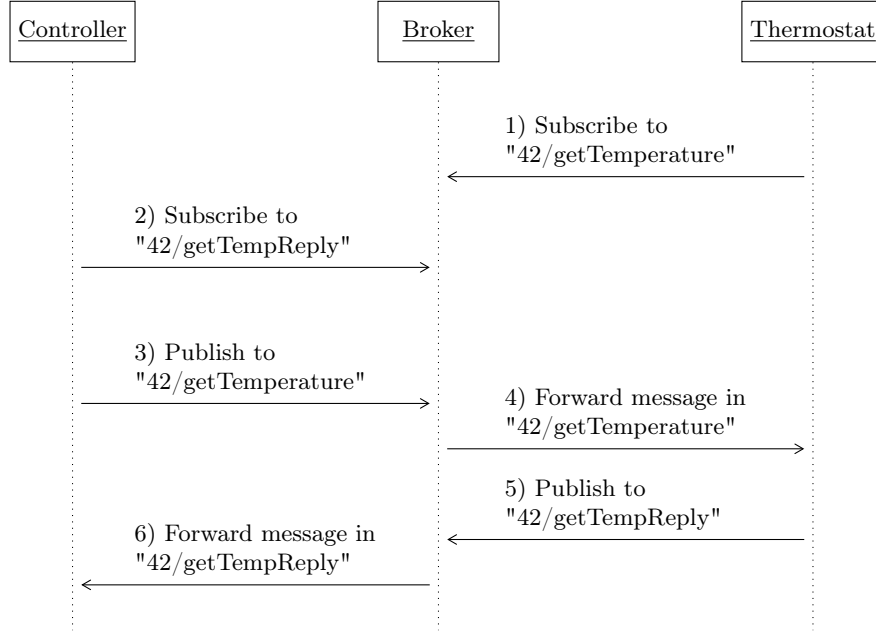 Controller
Broker
Thermostat
1) Subscribe to
"42/getTemperature"
2) Subscribe to
"42/getTempReply"
3) Publish to
"42/getTemperature"
4) Forward message in
"42/getTemperature"
5) Publish to
"42/getTempReply"
6) Forward message in
"42/getTempReply"